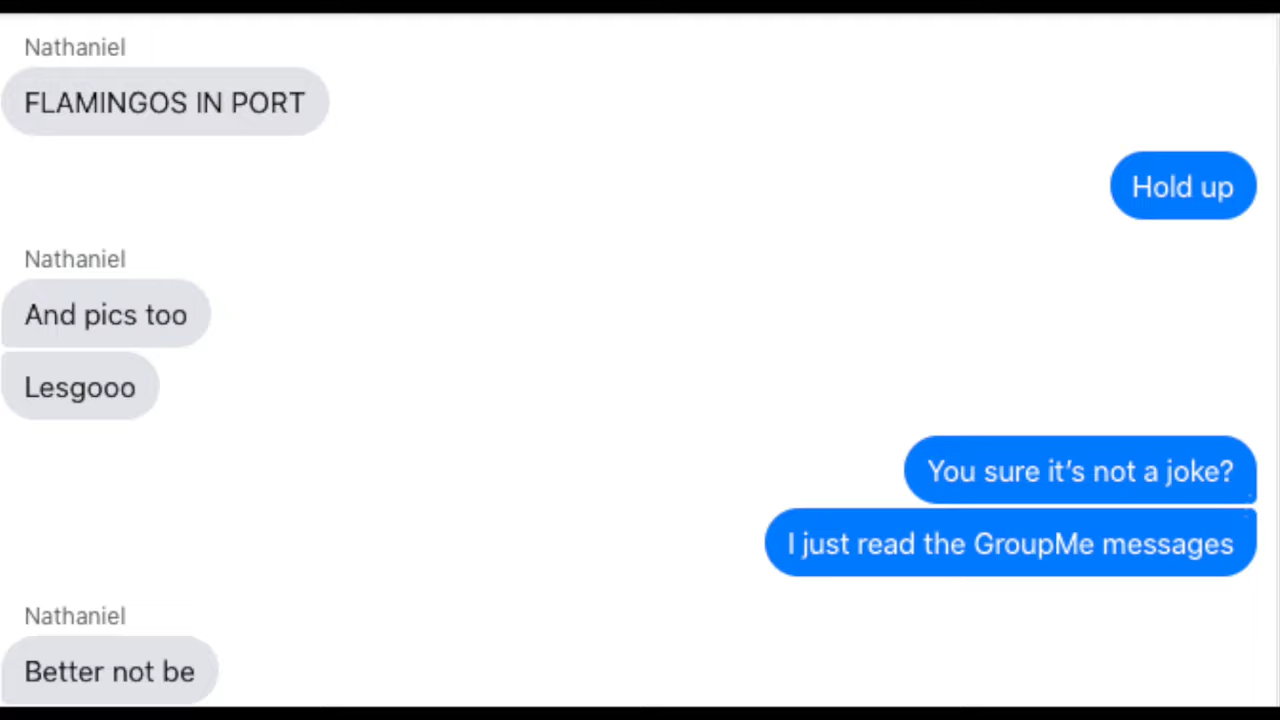 Nathaniel
FLAMINGOS IN PORT
Hold up
Nathaniel
And pics too
Lesgooo
You sure it’s not a joke?
I just read the GroupMe messages
Nathaniel
Better not be